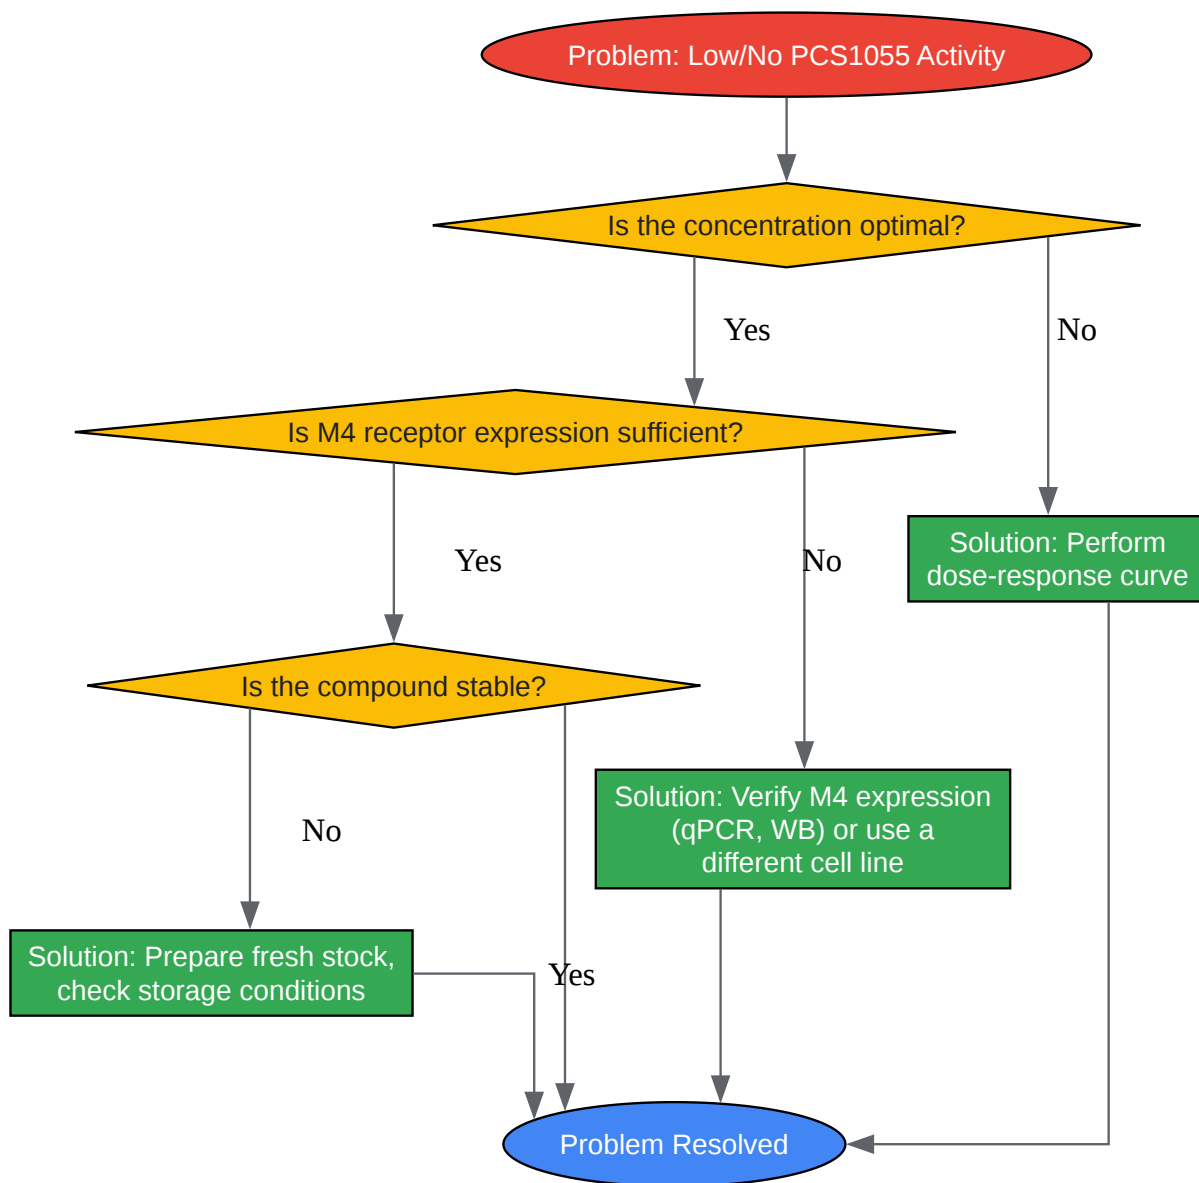 Problem: Low/No PCS1055 Activity
Is the concentration optimal?
Yes
No
Is M4 receptor expression sufficient?
Solution: Perform
dose-response curve
Yes
No
Is the compound stable?
Solution: Verify M4 expression
(qPCR, WB) or use a
different cell line
No
Solution: Prepare fresh stock,
check storage conditions
Yes
Problem Resolved